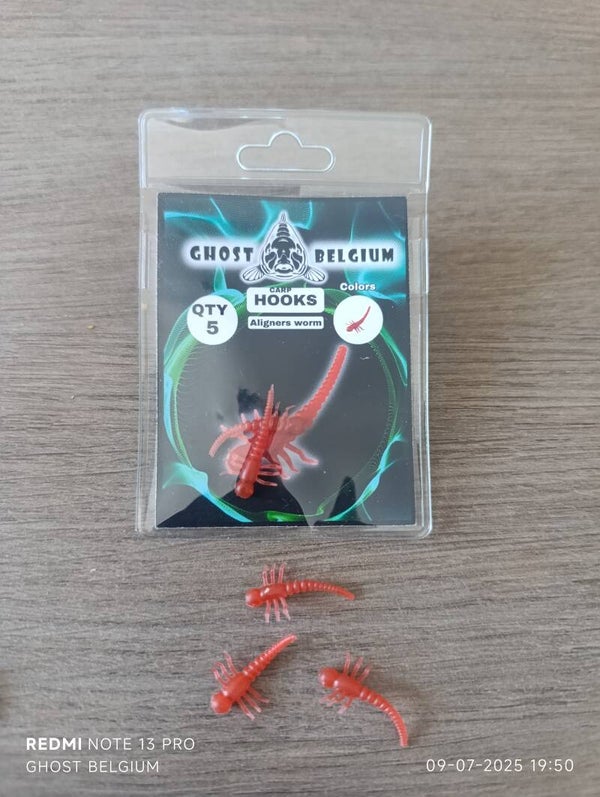 GHOST BELGIUM
CARP
HOOKS
Aligners worm
QTY
5
Colors
REDMI NOTE 13 PRO
GHOST BELGIUM
09-07-2025 19:50